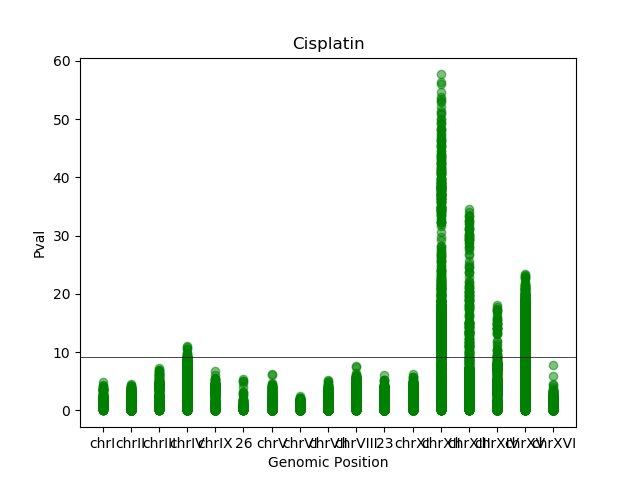 Cisplatin
60
50
40
30
20
10
0
Pval
chrI chrII chrIII chrIV chrIX 26 chrV chrVI chrVII chrVIII 23 chrXI chrXII chrXIII chrXIV chrXV chrXVI
Genomic Position